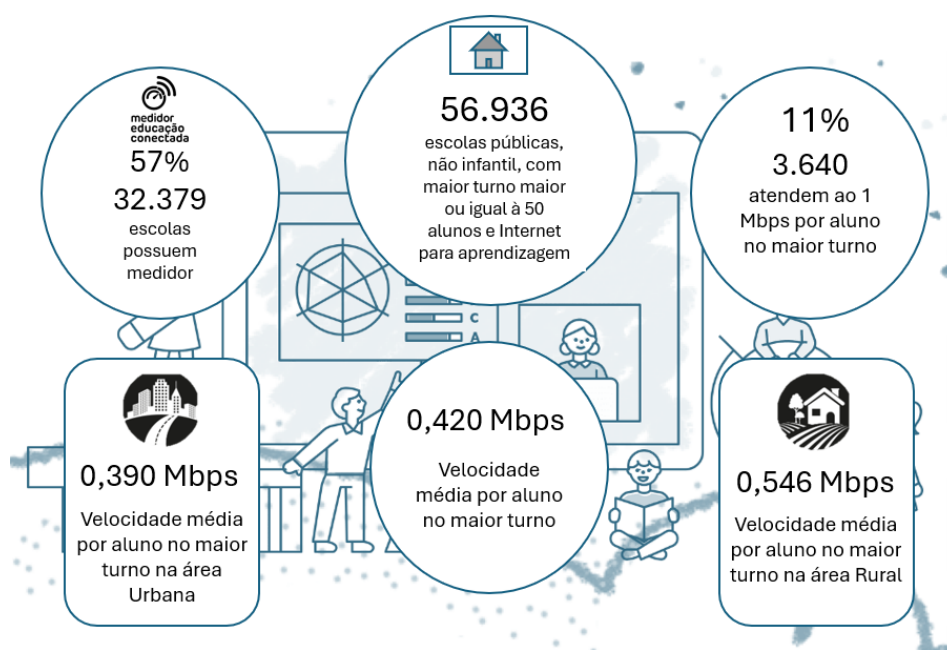 56.936
escolas públicas,
não infantil, com
maior turno maior
ou igual à 50
alunos e Internet
para aprendizagem
medidor
educação
conectada
57%
32.379
escolas
possuem
medidor
11%
3.640
atendem ao 1
Mbps por aluno
no maior turno
C
A
0,390 Mbps
Velocidade média
por aluno no maior
turno na área
Urbana
0,420 Mbps
Velocidade
média por aluno
no maior turno
0,546 Mbps
Velocidade média
por aluno no maior
turno na área Rural